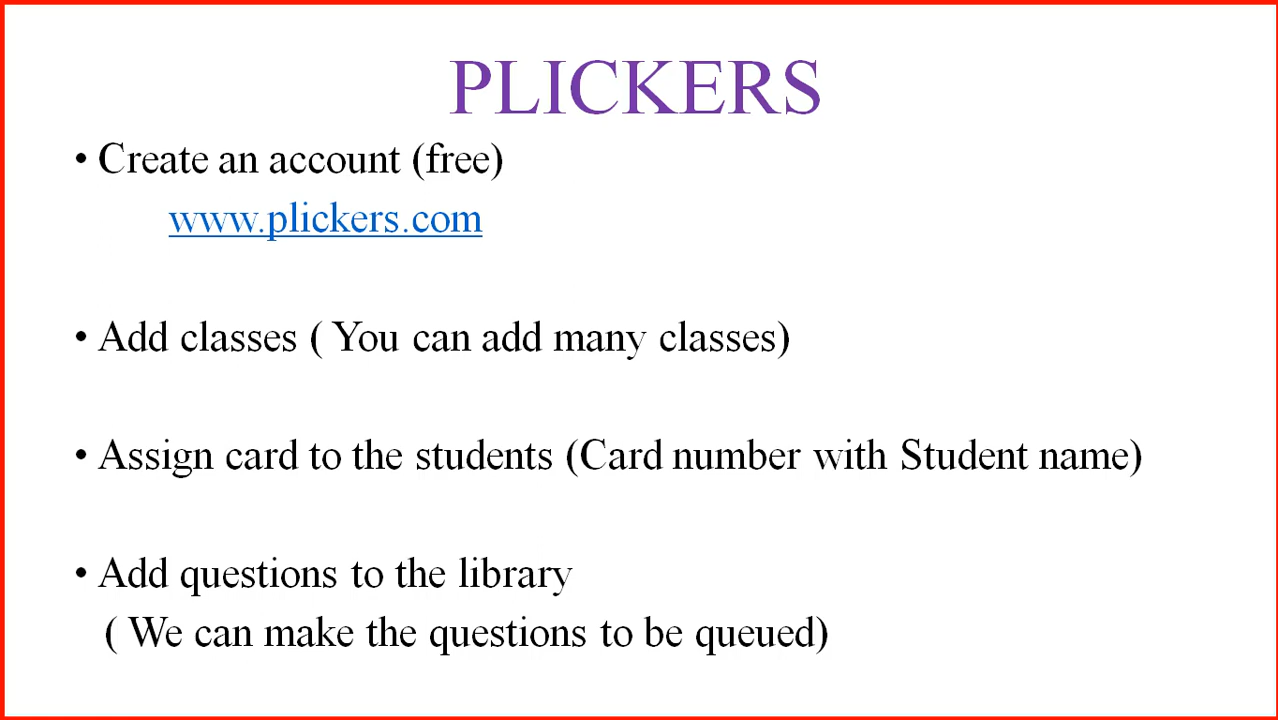 PLICKERS
• Create an account (free)
www.plickers.com
• Add classes ( You can add many classes)
• Assign card to the students (Card number with Student name)
• Add questions to the library
( We can make the questions to be queued)